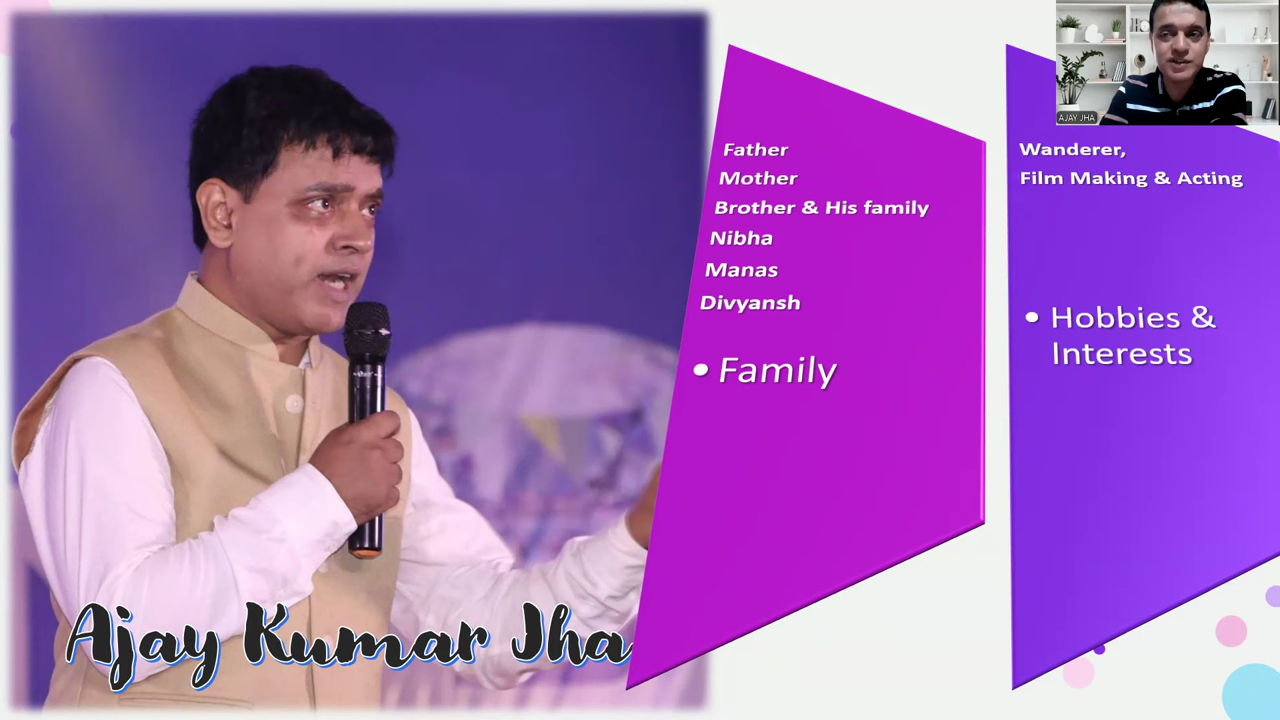 AJAY JHA
Father
Mother
Brother & His family
Nibha
Manas
Divyansh
• Family
Wanderer,
Film Making & Acting
• Hobbies &
Interests
Ajay Kumar Jha